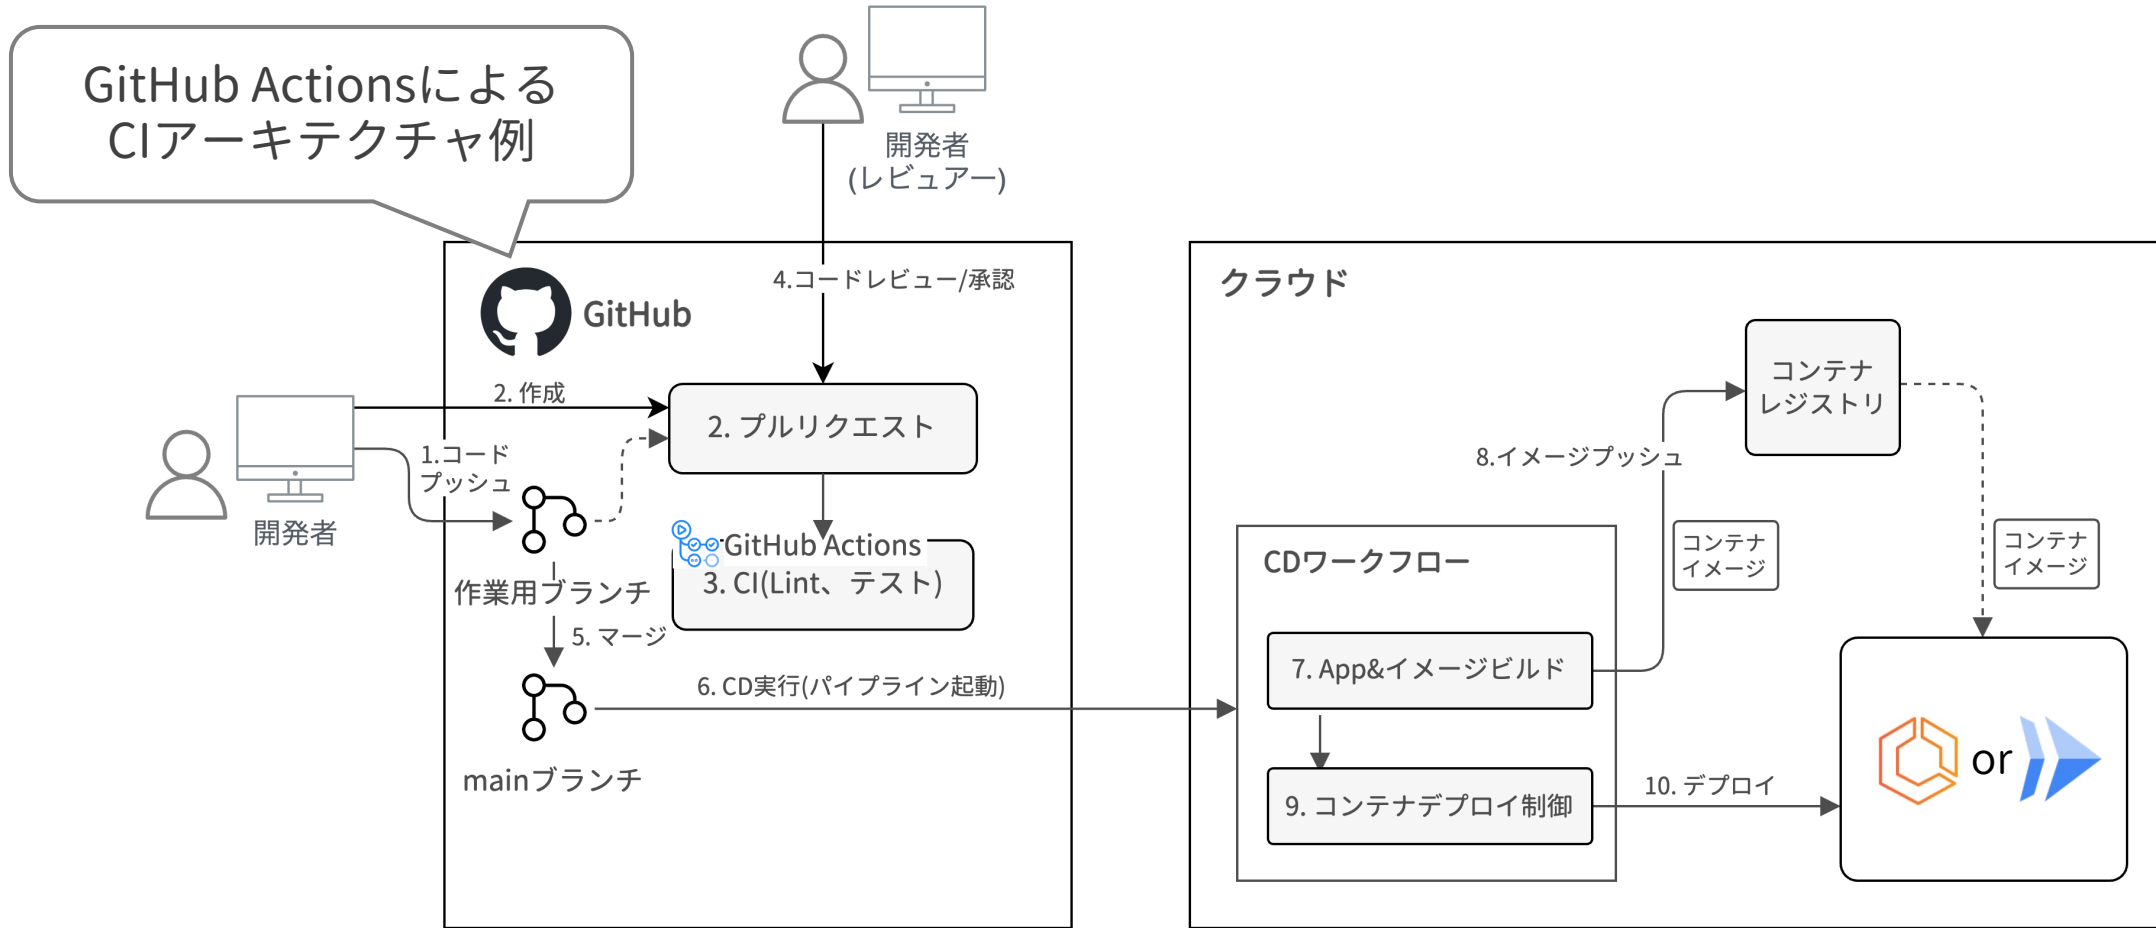 GitHub Actionsによる
CIアーキテクチャ例
開発者
(レビュアー)
4.コードレビュー/承認
GitHub
2. 作成
2. プルリクエスト
1.コード
プッシュ
開発者
GitHub Actions
3. CI(Lint、テスト)
作業用ブランチ
5. マージ
6. CD実行(パイプライン起動)
mainブランチ
クラウド
コンテナ
レジストリ
8.イメージプッシュ
コンテナ
イメージ
コンテナ
イメージ
CDワークフロー
7. App&イメージビルド
9. コンテナデプロイ制御
10. デプロイ
or